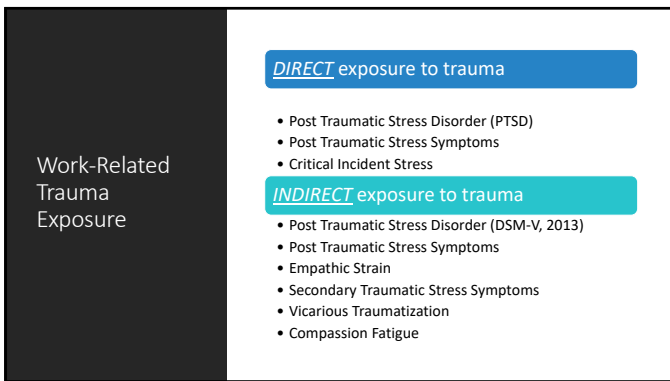 Work-Related
Trauma
Exposure
DIRECT exposure to trauma
• Post Traumatic Stress Disorder (PTSD)
• Post Traumatic Stress Symptoms
• Critical Incident Stress
INDIRECT exposure to trauma
• Post Traumatic Stress Disorder (DSM-V, 2013)
• Post Traumatic Stress Symptoms
• Empathic Strain
• Secondary Traumatic Stress Symptoms
• Vicarious Traumatization
• Compassion Fatigue